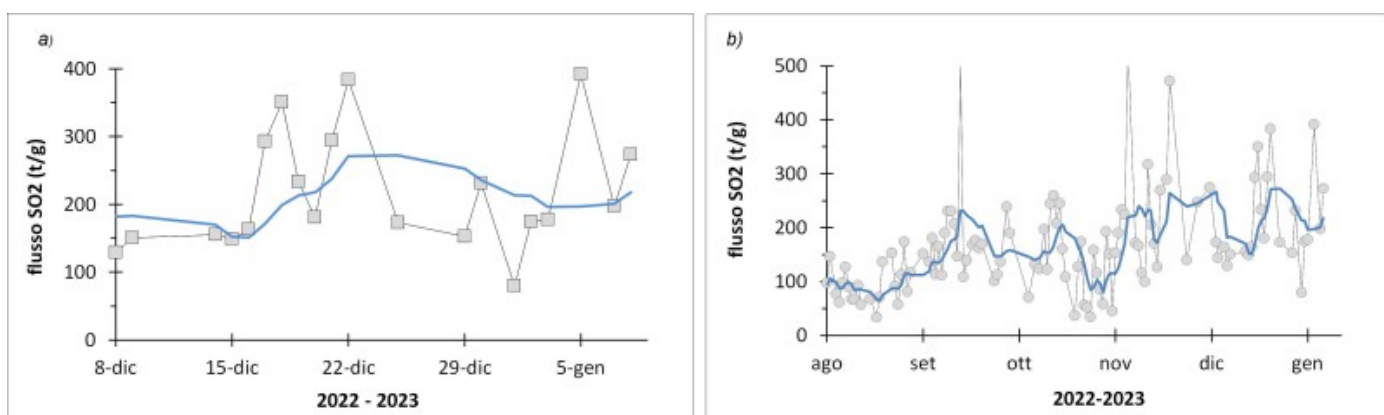 a)
flusso SO2 (t/g)
400
300
200
100
0
8-dic 15-dic 22-dic 29-dic 5-gen
2022 - 2023
b)
flusso SO2 (t/g)
500
400
300
200
100
0
ago set ott nov dic gen
2022-2023